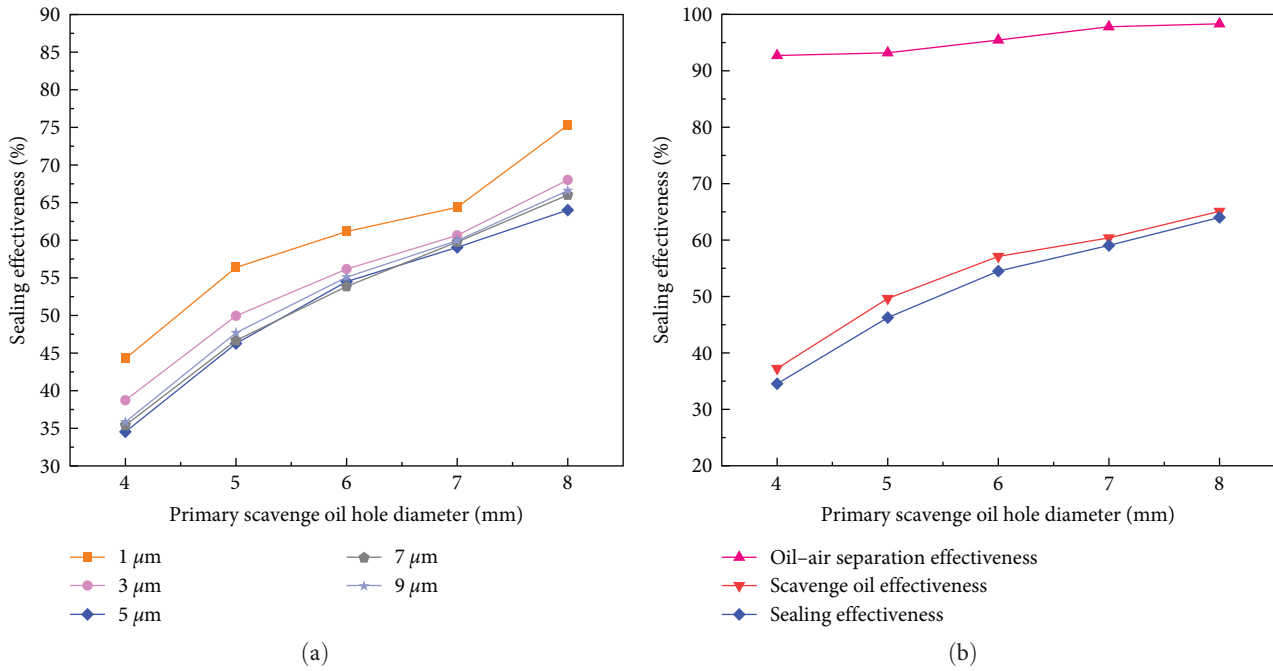 90
85
80
75
70
65
60
55
50
45
40
35
30
Sealing effectiveness (%)
4 5 6 7 8
Primary scavenge oil hole diameter (mm)
1 μm
3 μm
5 μm
7 μm
9 μm
(a)
100
90
100
80
70
60
50
40
30
20
Sealing effectiveness (%)
4 5 6 7 8
Primary scavenge oil hole diameter (mm)
Oil–air separation effectiveness
Scavenge oil effectiveness
Sealing effectiveness
(b)